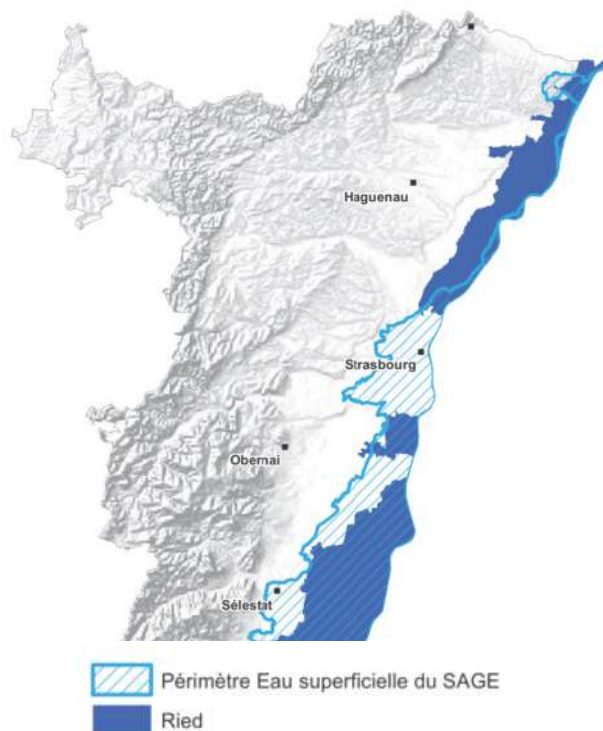 Haguenau
Strasbourg
Obernai
Sélestat
Périmètre Eau superficielle du SAGE
Ried